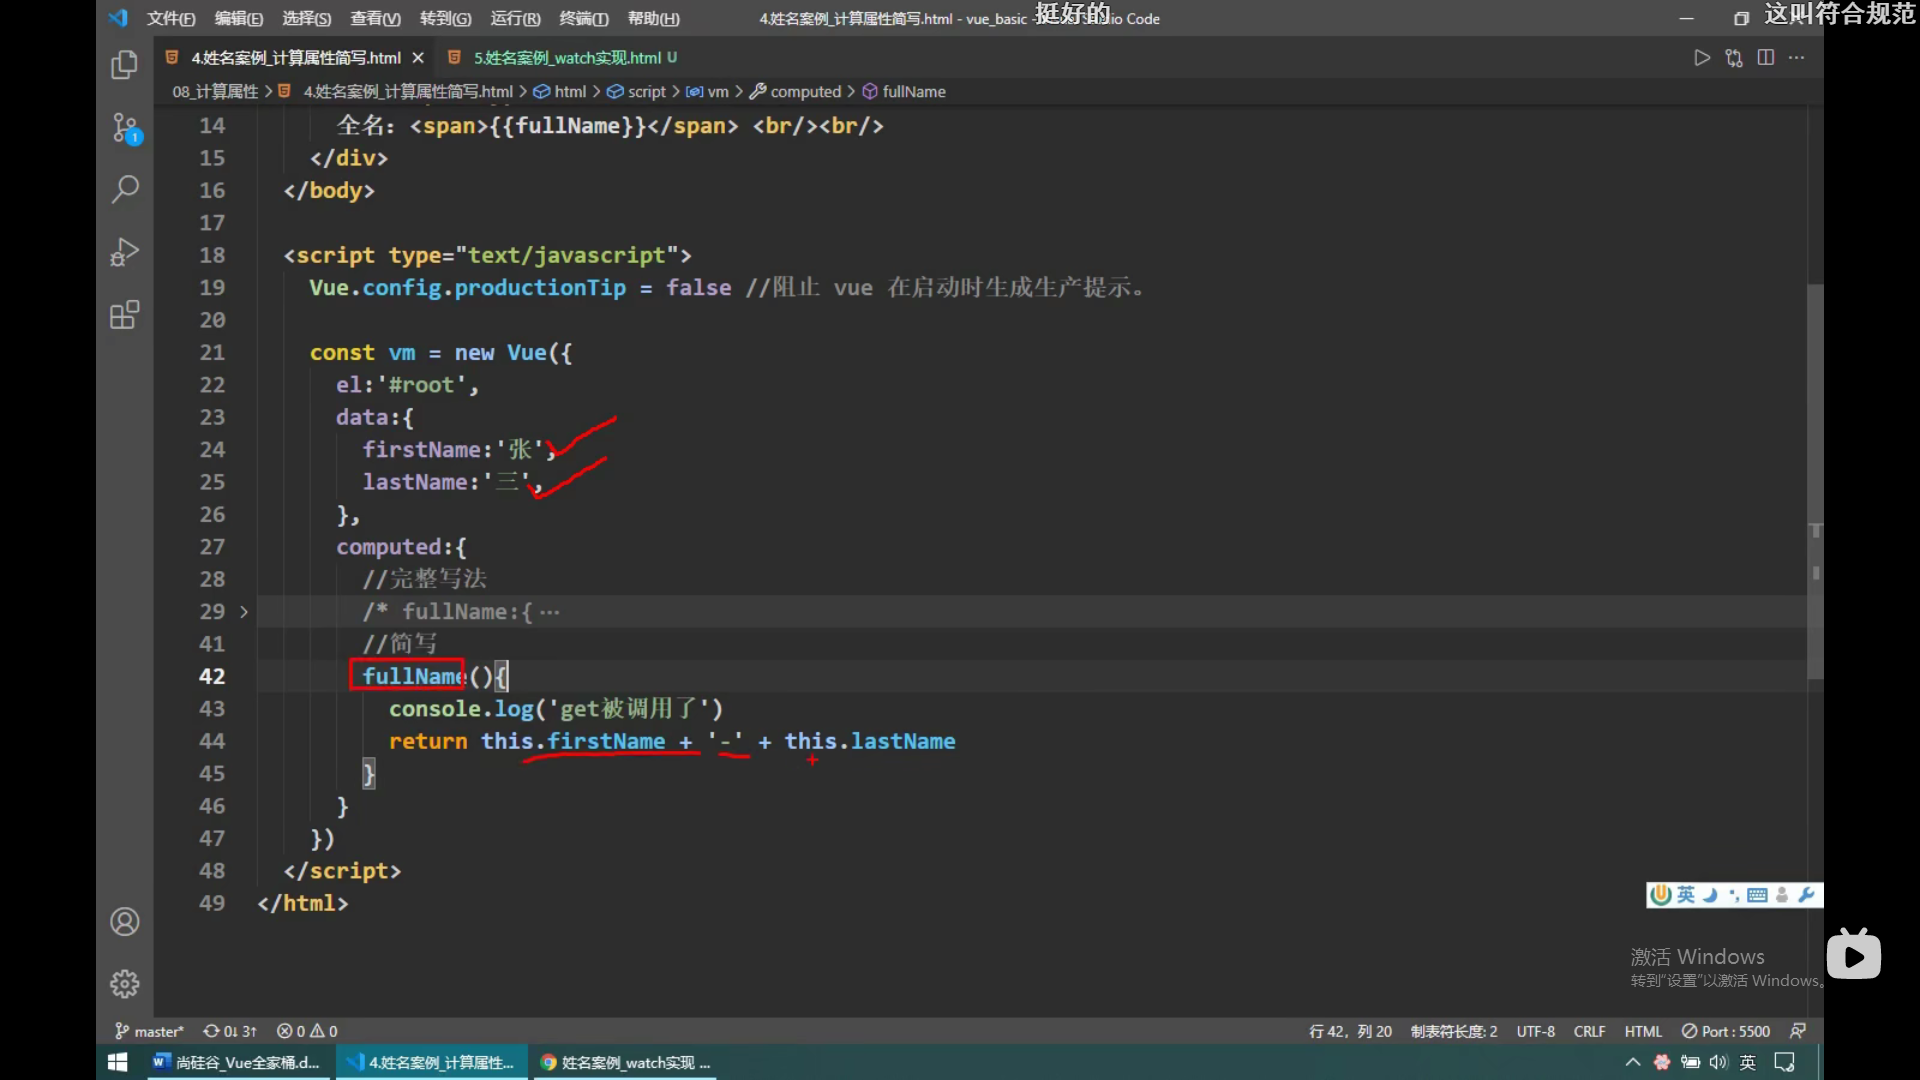 文件(F) 编辑(E) 选择(S) 查看(V) 转到(G) 运行(R) 终端(T) 帮助(H) 4.姓名案例_计算属性简写.html - vue_basic - Studio Code
挺好的
这叫符合规范
4.姓名案例_计算属性简写.html 5.姓名案例_watch实现.html U
08_计算属性 > 4.姓名案例_计算属性简写.html > html > script > vm > computed > fullName
14 全名: <span>{{fullName}}</span> <br/><br/>
15 </div>
16 </body>
17
18 <script type="text/javascript">
19 Vue.config.productionTip = false //阻止 vue 在启动时生成生产提示。
20
21 const vm = new Vue({
22 el:'#root',
23 data:{
24 firstName:'张',
25 lastName:'三',
26 },
27 computed:{
28 //完整写法
29 /* fullName:{ ···
41 //简写
42 fullName(){
43 console.log('get被调用了')
44 return this.firstName + '-' + this.lastName
45 }
46 }
47 })
48 </script>
49 </html>
英
激活 Windows
转到"设置"以激活 Windows。
master* 0↓ 3↑ 0 0 行 42, 列 20 制表符长度: 2 UTF-8 CRLF HTML Port : 5500
尚硅谷_Vue全家桶.d... 4.姓名案例_计算属性... 姓名案例_watch实现 ... 英